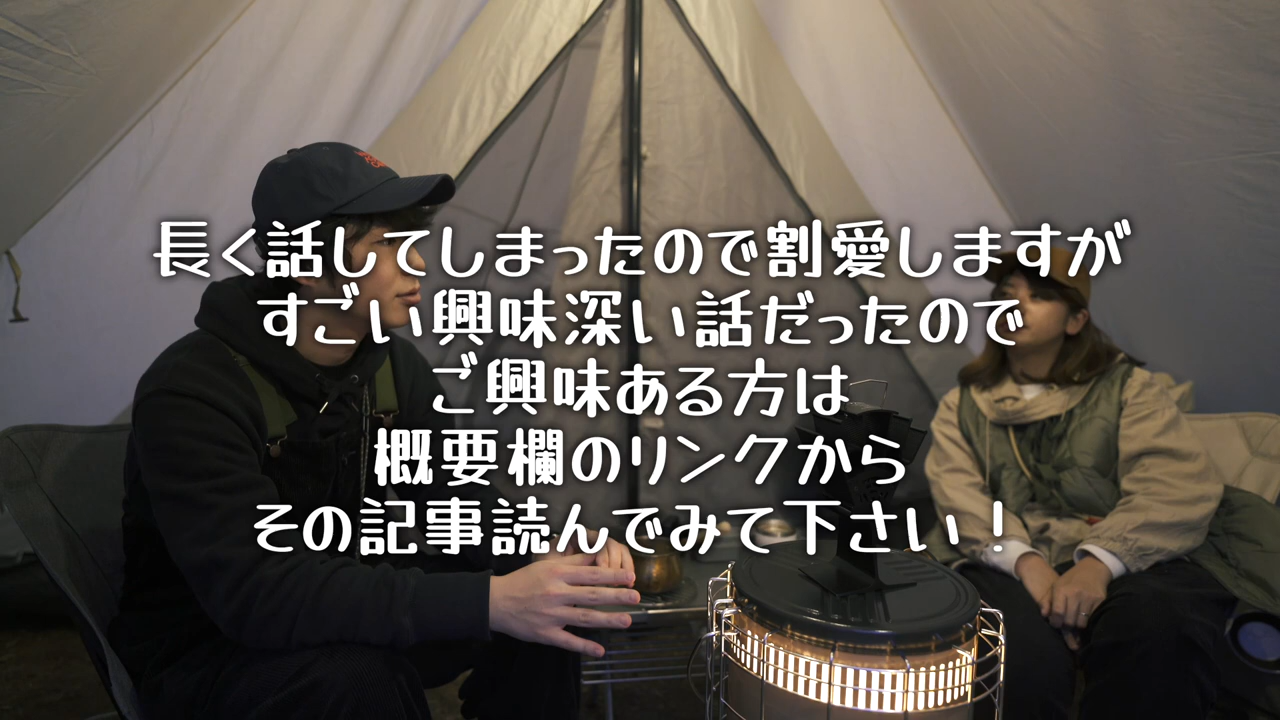 長く話してしまったので割愛しますが
すごい興味深い話だったので
ご興味ある方は
概要欄のリンクから
その記事読んでみて下さい！